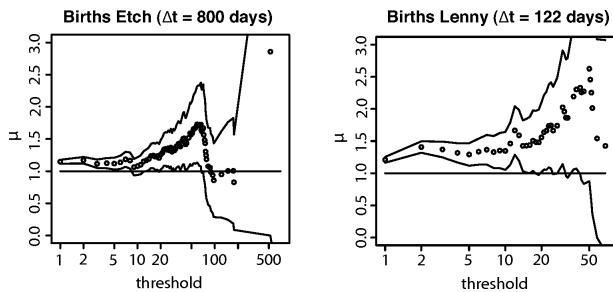 Births Etch (Δt = 800 days)
μ
3.0
2.5
2.0
1.5
1.0
0.5
0.0
1 2 5 10 20 50 100 500
threshold
Births Lenny (Δt = 122 days)
μ
3.0
2.5
2.0
1.5
1.0
0.5
0.0
1 2 5 10 20 50
threshold